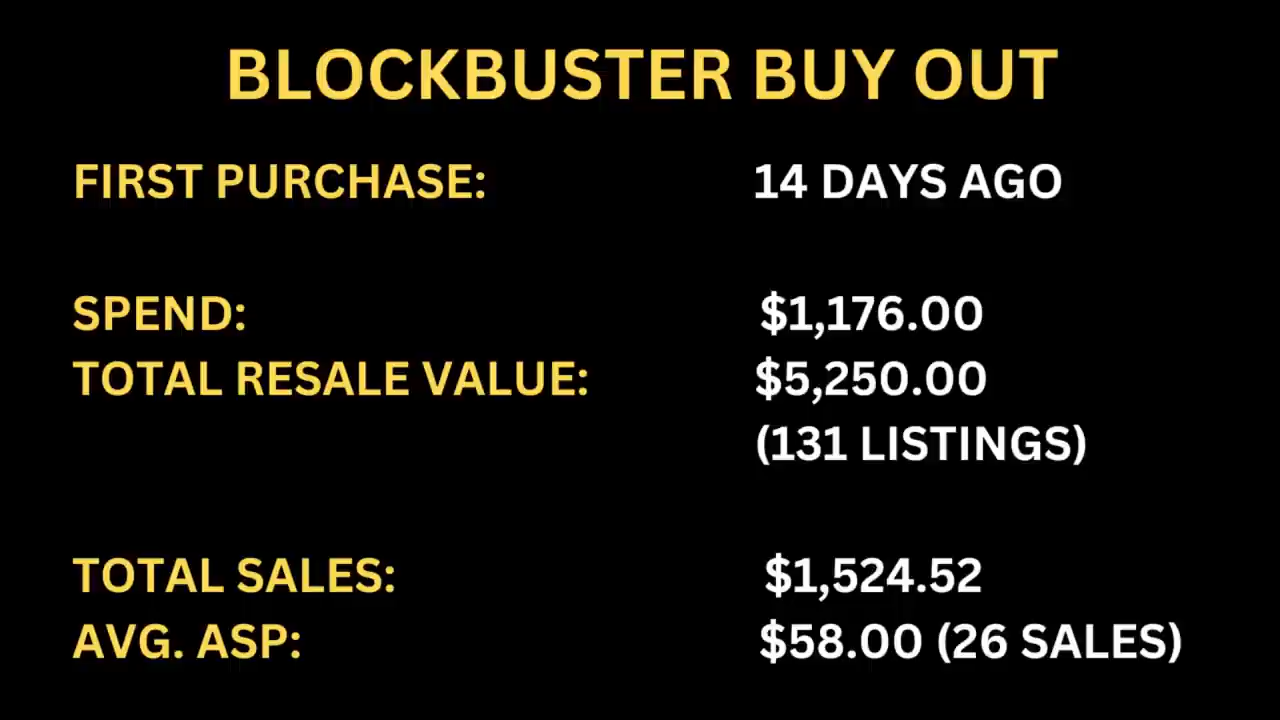 BLOCKBUSTER BUY OUT
FIRST PURCHASE: 14 DAYS AGO
SPEND: $1,176.00
TOTAL RESALE VALUE: $5,250.00
(131 LISTINGS)
TOTAL SALES: $1,524.52
AVG. ASP: $58.00 (26 SALES)